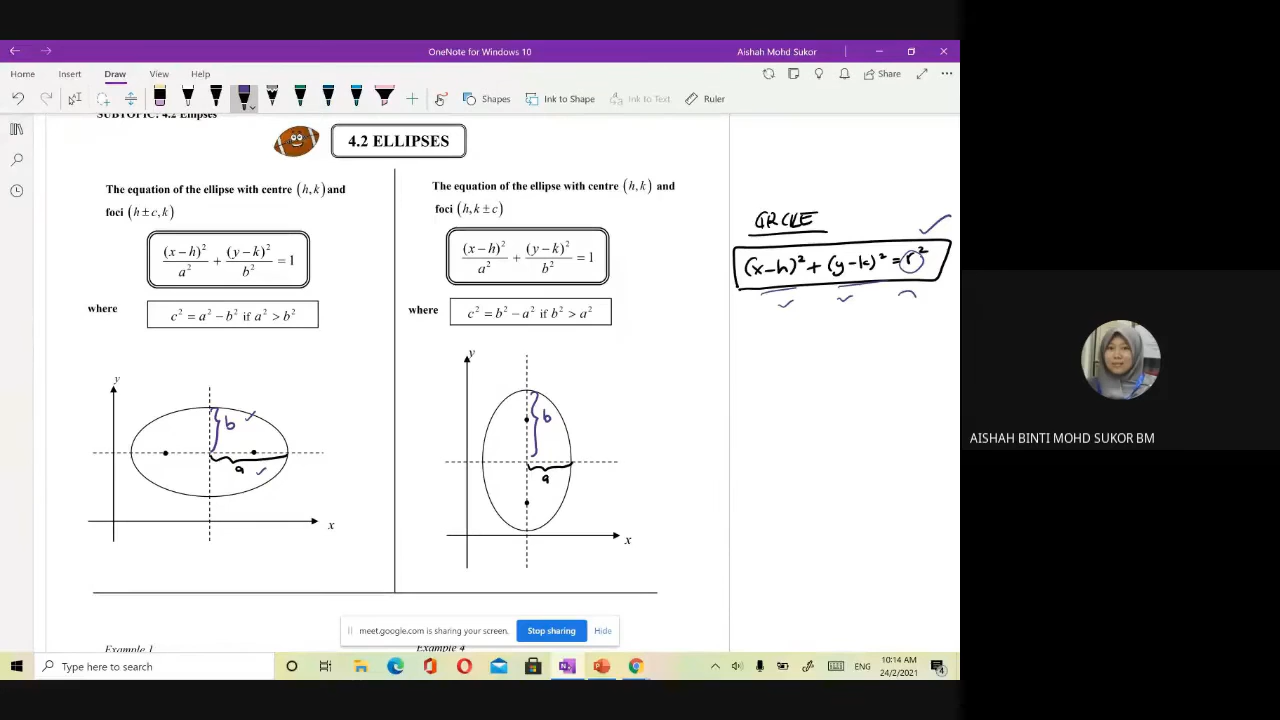 OneNote for Windows 10
Aishah Mohd Sukor
Home Insert Draw View Help
Share
Shapes Ink to Shape Ink to Text Ruler
SUBTOPIC: 4.2 Ellipses
4.2 ELLIPSES
The equation of the ellipse with centre (h,k) and
foci (h±c,k)
(x−h)²/a² + (y−k)²/b² = 1
where c² = a² − b² if a² > b²
y
b
a
x
The equation of the ellipse with centre (h,k) and
foci (h,k±c)
(x−h)²/a² + (y−k)²/b² = 1
where c² = b² − a² if b² > a²
y
b
a
x
CIRCLE
(x−h)² + (y−k)² = r²
AISHAH BINTI MOHD SUKOR BM
meet.google.com is sharing your screen. Stop sharing Hide
Example 1
Example 4
Type here to search
ENG
10:14 AM
24/2/2021
4